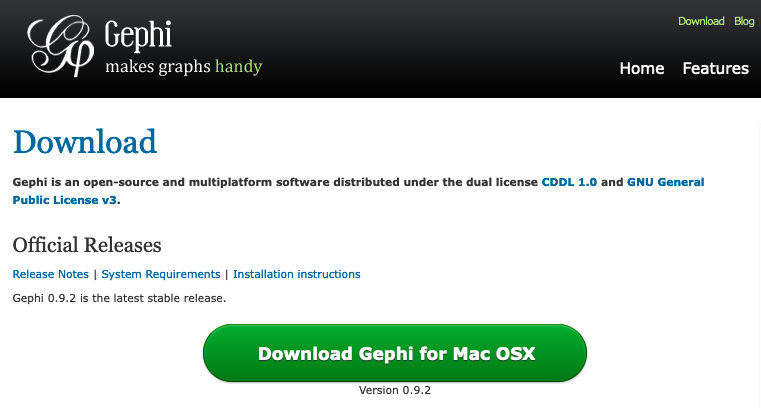 Download Blog
Gephi
makes graphs handy
Home Features
Download
Gephi is an open-source and multiplatform software distributed under the dual license CDDL 1.0 and GNU General
Public License v3.
Official Releases
Release Notes | System Requirements | Installation instructions
Gephi 0.9.2 is the latest stable release.
Download Gephi for Mac OSX
Version 0.9.2